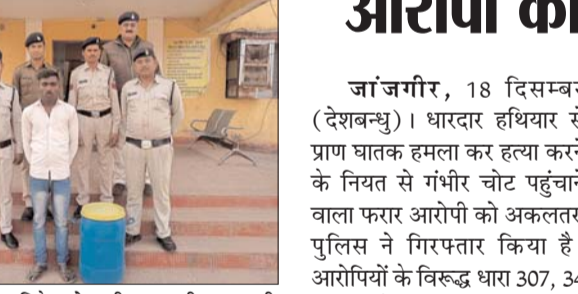 आरोपी को
जांजगीर, 18 दिसम्बर
(देशबन्धु)। धारदार हथियार से
प्राण घातक हमला कर हत्या करने
के नियत से गंभीर चोट पहुंचाने
वाला फरार आरोपी को अकलतरा
पुलिस ने गिरफ्तार किया है
आरोपियों के विरूद्ध धारा 307, 34